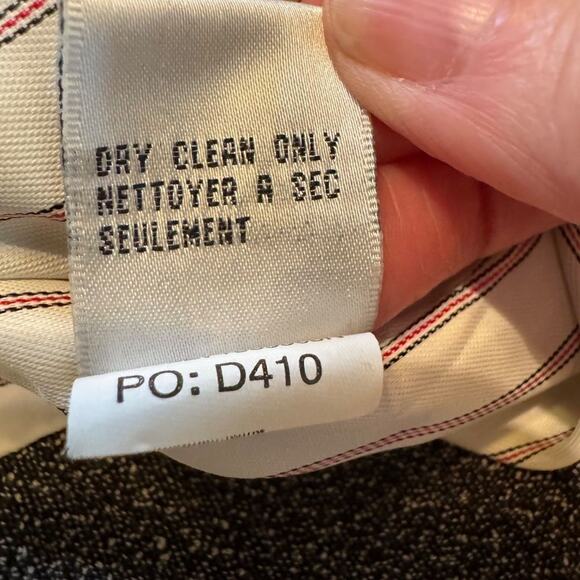 DRY CLEAN ONLY
NETTOYER A SEC
SEULEMENT
PO: D410